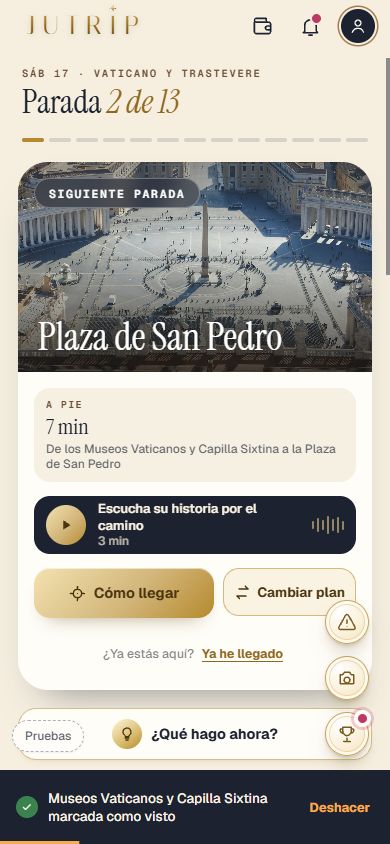 JUTRIP
SÁB 17 · VATICANO Y TRASTEVERE
Parada 2 de 13
SIGUIENTE PARADA
Plaza de San Pedro
A PIE
7 min
De los Museos Vaticanos y Capilla Sixtina a la Plaza
de San Pedro
Escucha su historia por el
camino
3 min
Cómo llegar
Cambiar plan
¿Ya estás aquí? Ya he llegado
Pruebas
¿Qué hago ahora?
Museos Vaticanos y Capilla Sixtina
marcada como visto
Deshacer